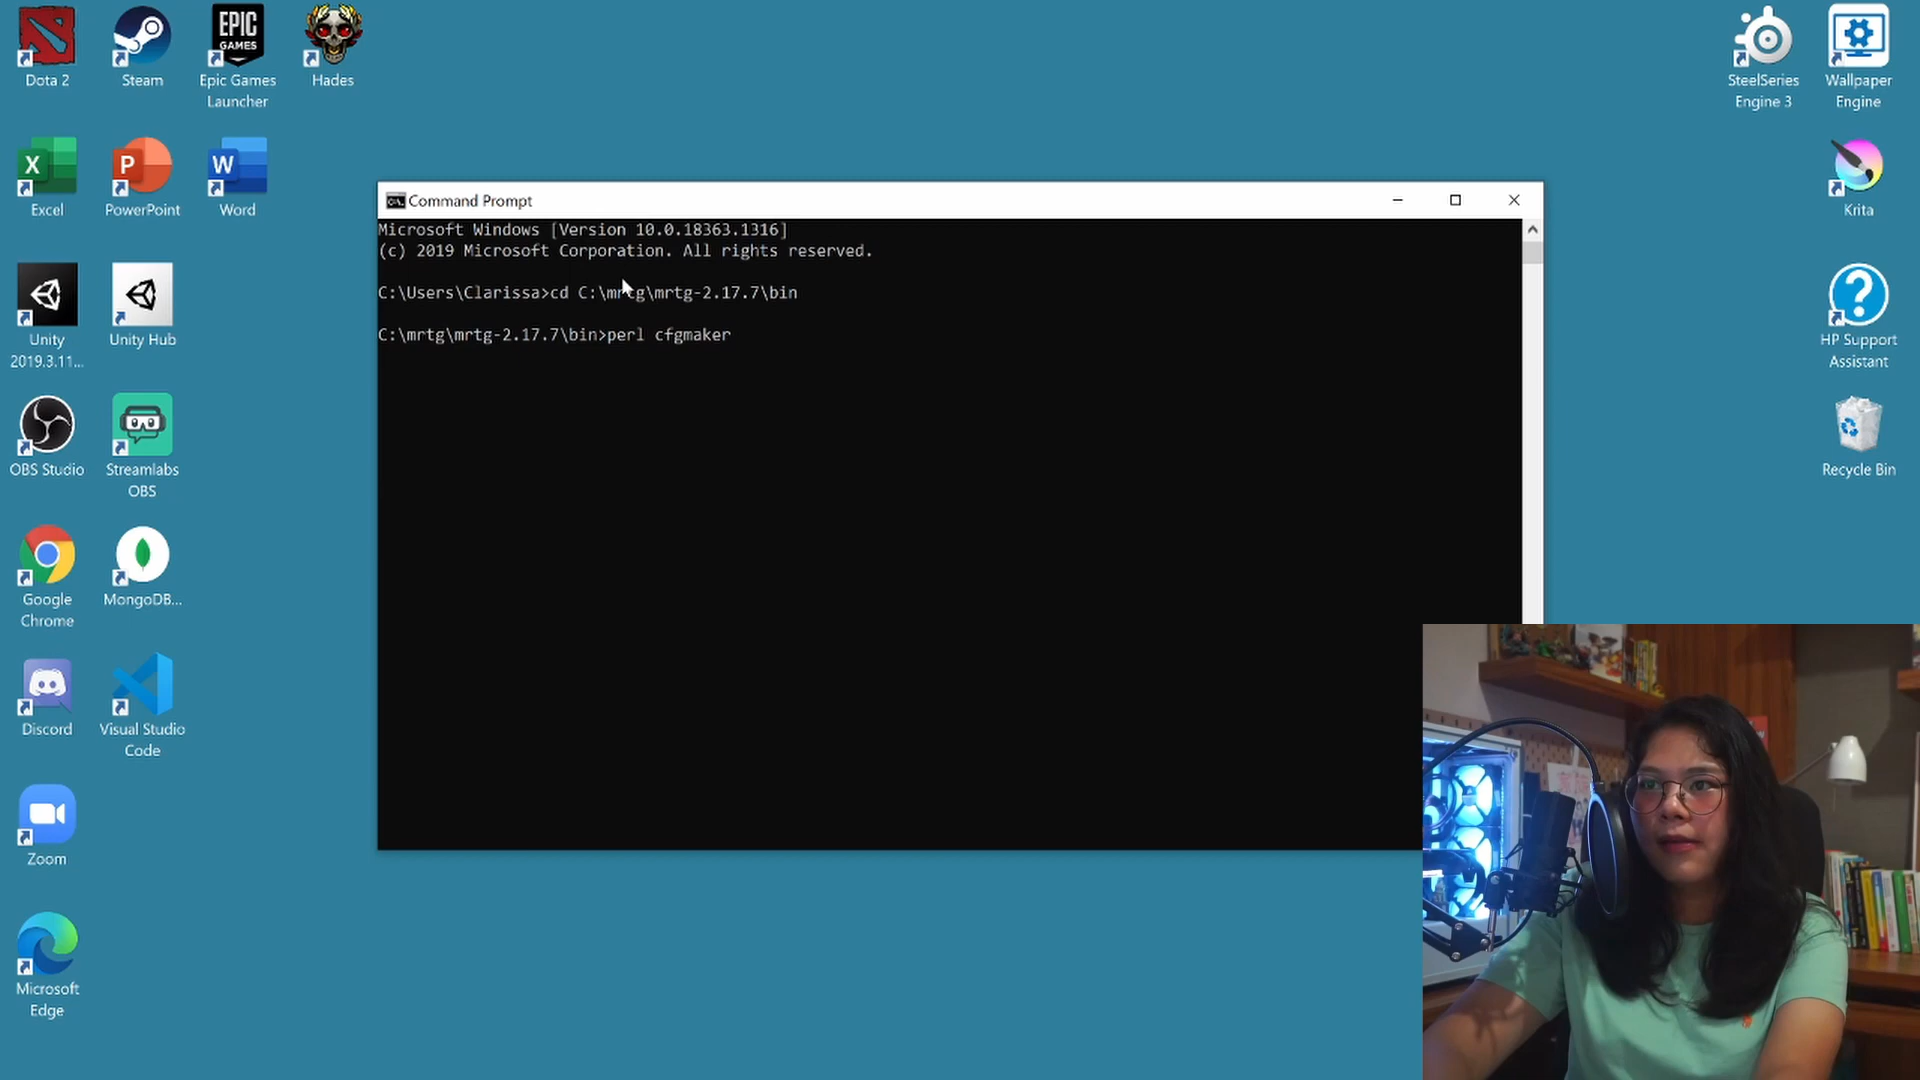 Dota 2
Steam
EPIC
GAMES
Epic Games
Launcher
Hades
SteelSeries
Engine 3
Wallpaper
Engine
X
Excel
P
PowerPoint
W
Word
Krita
Unity
2019.3.11...
Unity Hub
HP Support
Assistant
OBS Studio
Streamlabs
OBS
Recycle Bin
Google
Chrome
MongoDB...
Discord
Visual Studio
Code
Zoom
Microsoft
Edge
Command Prompt
Microsoft Windows [Version 10.0.18363.1316]
(c) 2019 Microsoft Corporation. All rights reserved.
C:\Users\Clarissa>cd C:\mrtg\mrtg-2.17.7\bin
C:\mrtg\mrtg-2.17.7\bin>perl cfgmaker